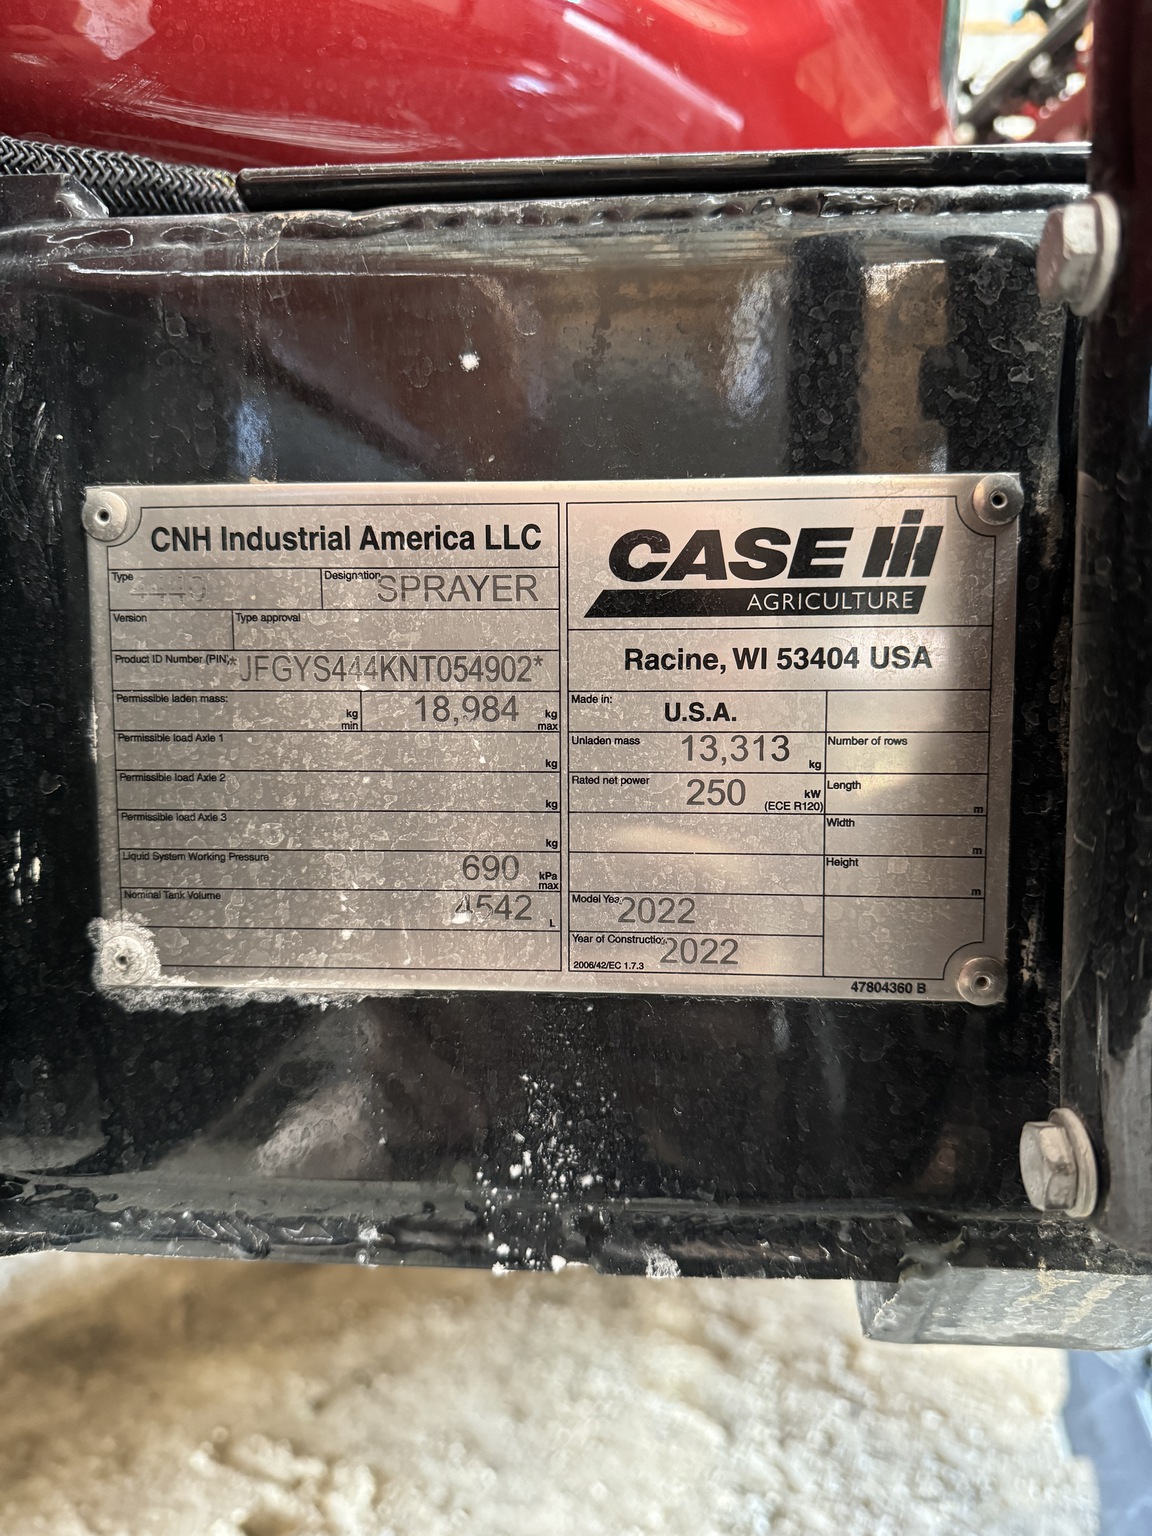 CNH Industrial America LLC
Type 4440 Designation SPRAYER
Version Type approval
Product ID Number (PIN) *JFGYS444KNT054902*
Permissible laden mass: kg min 18,984 kg max
Permissible load Axle 1 kg
Permissible load Axle 2 kg
Permissible load Axle 3 kg
Liquid System Working Pressure 690 kPa max
Nominal Tank Volume 4542 L
CASE IH
AGRICULTURE
Racine, WI 53404 USA
Made in: U.S.A.
Unladen mass 13,313 kg Number of rows
Rated net power 250 kW (ECE R120) Length m
Width m
Height m
Model Year 2022
Year of Construction 2022
2006/42/EC 1.7.3
47804360 B